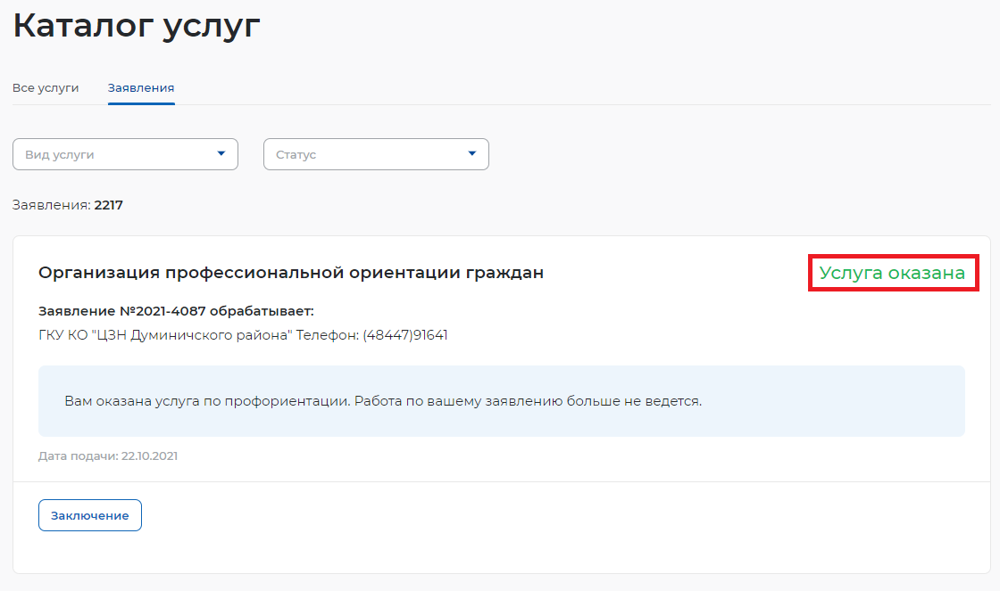 Каталог услуг
Все услуги Заявления
Вид услуги Статус
Заявления: 2217
Организация профессиональной ориентации граждан Услуга оказана
Заявление №2021-4087 обрабатывает:
ГКУ КО "ЦЗН Думиничского района" Телефон: (48447)91641
Вам оказана услуга по профориентации. Работа по вашему заявлению больше не ведется.
Дата подачи: 22.10.2021
Заключение